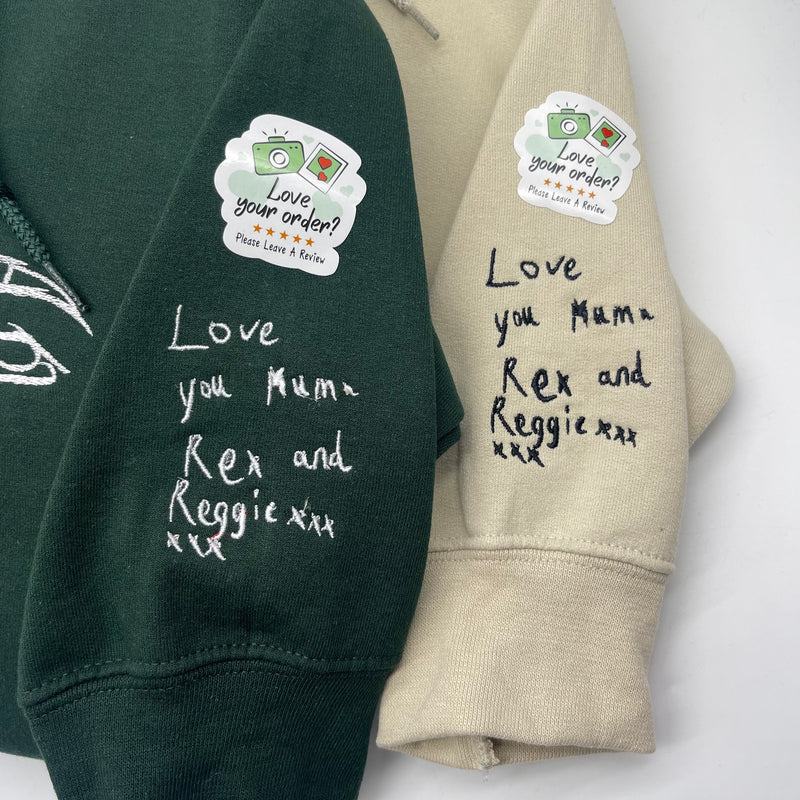 Love
your order?
Please Leave A Review
Love
you Mum
Rex and
Reggie xxx
xxx
Love
your order?
Please Leave A Review
Love
you Mum
Rex and
Reggie xxx
xxx